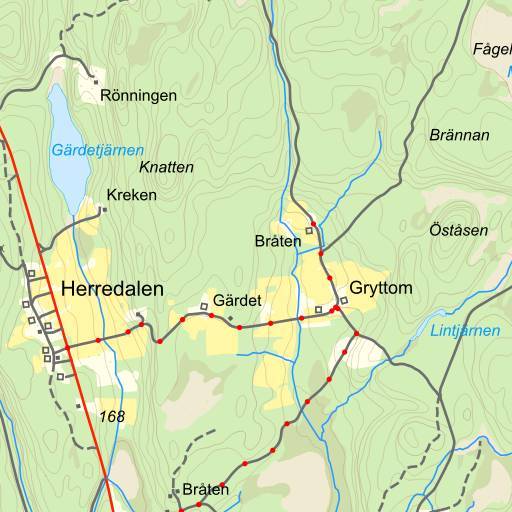 Fågel
Rönningen
Brännan
Gärdetjärnen
Knatten
Kreken
Öståsen
Bråten
Herredalen
Gryttom
Gärdet
Lintjärnen
168
Bråten